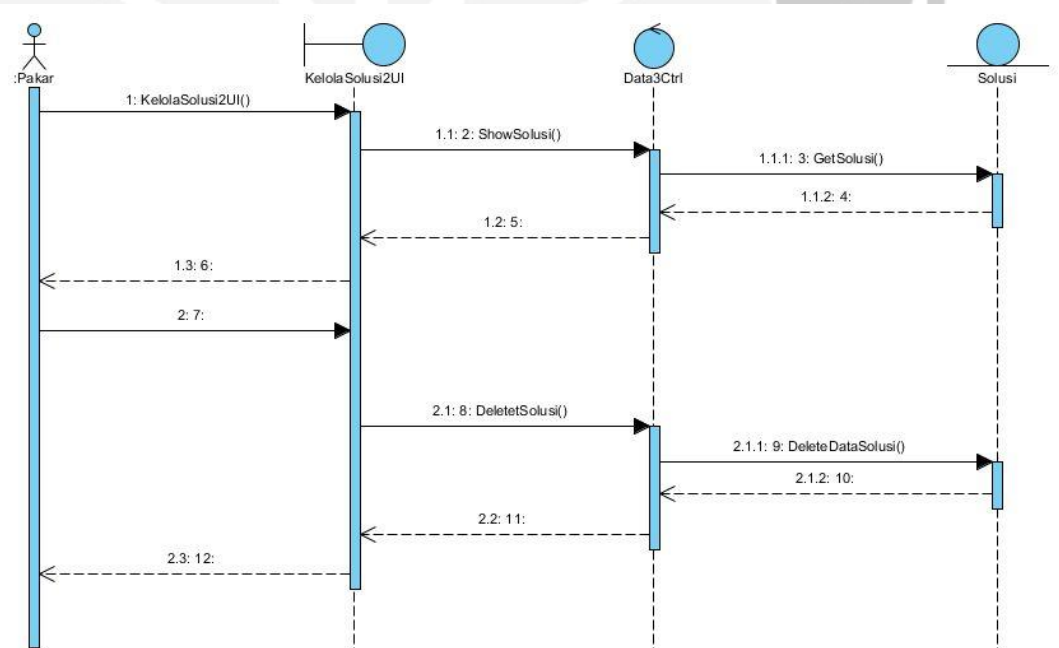 :Pakar
KelolaSolusi2UI
Data3Ctrl
Solusi
1: KelolaSolusi2UI()
1.1: 2: ShowSolusi()
1.1.1: 3: GetSolusi()
1.1.2: 4:
1.2: 5:
1.3: 6:
2: 7:
2.1: 8: DeletetSolusi()
2.1.1: 9: DeleteDataSolusi()
2.1.2: 10:
2.2: 11:
2.3: 12: